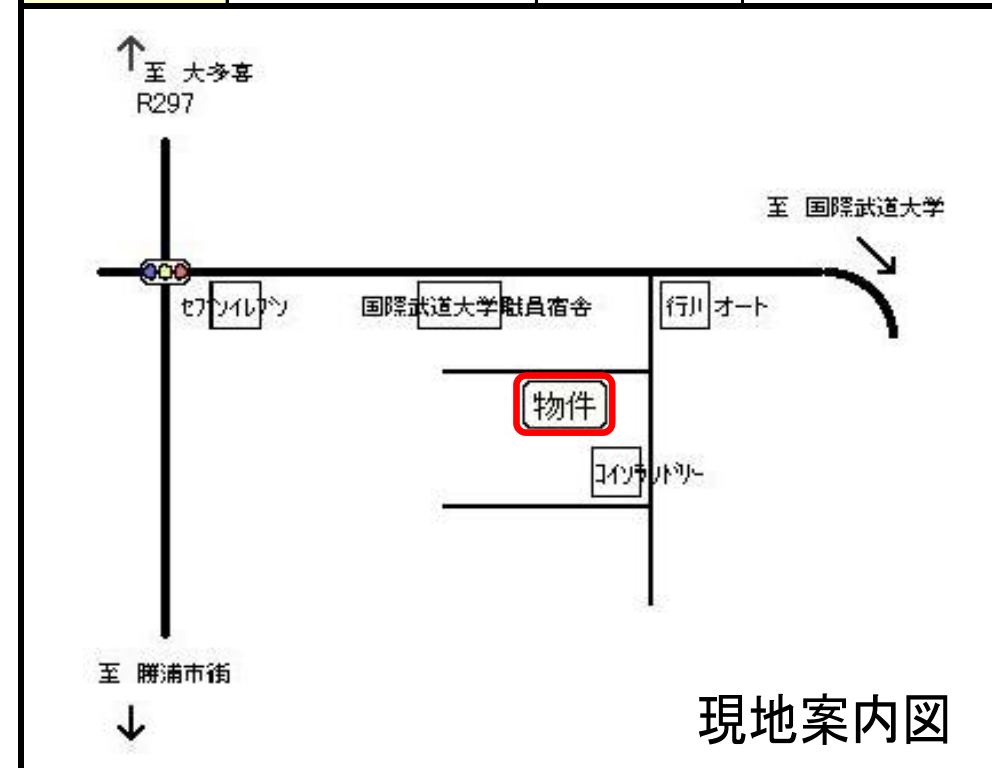 至 大多喜
R297
至 国際武道大学
セブンイレブン
国際武道大学職員宿舎
行川 オート
物件
コインランドリー
至 勝浦市街
現地案内図